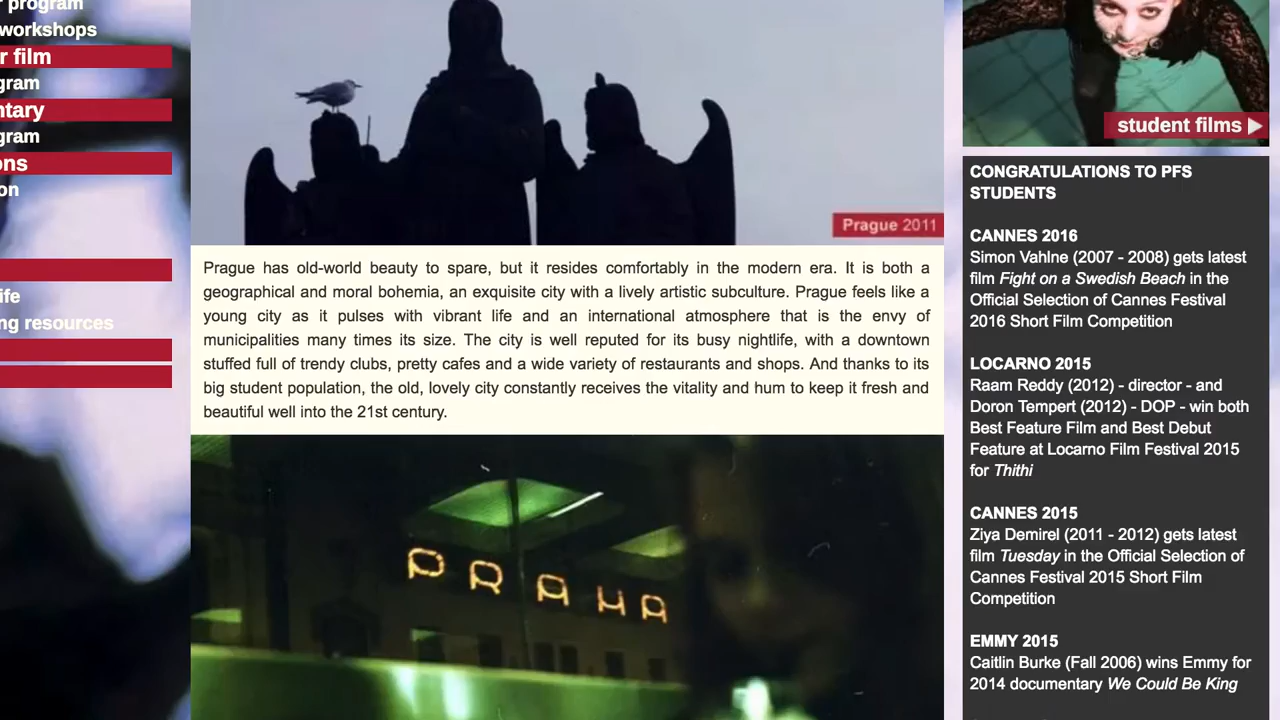 program
workshops
r film
gram
ntary
gram
ons
on
ife
ng resources
Prague 2011
Prague has old-world beauty to spare, but it resides comfortably in the modern era. It is both a
geographical and moral bohemia, an exquisite city with a lively artistic subculture. Prague feels like a
young city as it pulses with vibrant life and an international atmosphere that is the envy of
municipalities many times its size. The city is well reputed for its busy nightlife, with a downtown
stuffed full of trendy clubs, pretty cafes and a wide variety of restaurants and shops. And thanks to its
big student population, the old, lovely city constantly receives the vitality and hum to keep it fresh and
beautiful well into the 21st century.
PRAHA
student films
CONGRATULATIONS TO PFS
STUDENTS
CANNES 2016
Simon Vahlne (2007 - 2008) gets latest
film Fight on a Swedish Beach in the
Official Selection of Cannes Festival
2016 Short Film Competition
LOCARNO 2015
Raam Reddy (2012) - director - and
Doron Tempert (2012) - DOP - win both
Best Feature Film and Best Debut
Feature at Locarno Film Festival 2015
for Thithi
CANNES 2015
Ziya Demirel (2011 - 2012) gets latest
film Tuesday in the Official Selection of
Cannes Festival 2015 Short Film
Competition
EMMY 2015
Caitlin Burke (Fall 2006) wins Emmy for
2014 documentary We Could Be King